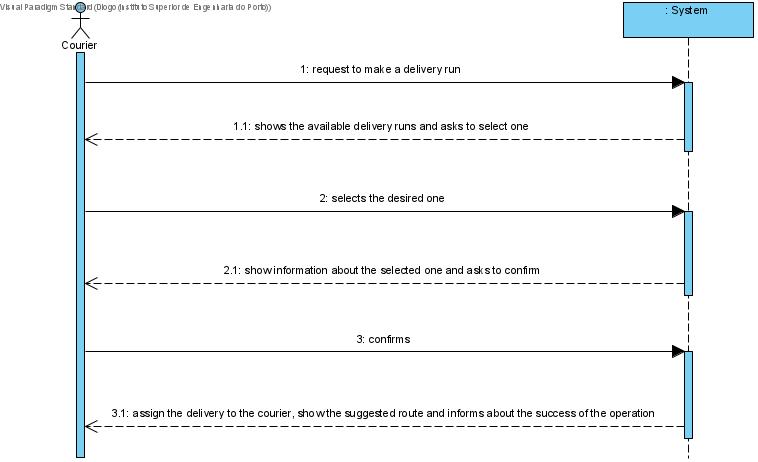 Visual Paradigm Standard (Diogo (Instituto Superior de Engenharia do Porto))
: System
Courier
1: request to make a delivery run
1.1: shows the available delivery runs and asks to select one
2: selects the desired one
2.1: show information about the selected one and asks to confirm
3: confirms
3.1: assign the delivery to the courier, show the suggested route and informs about the success of the operation